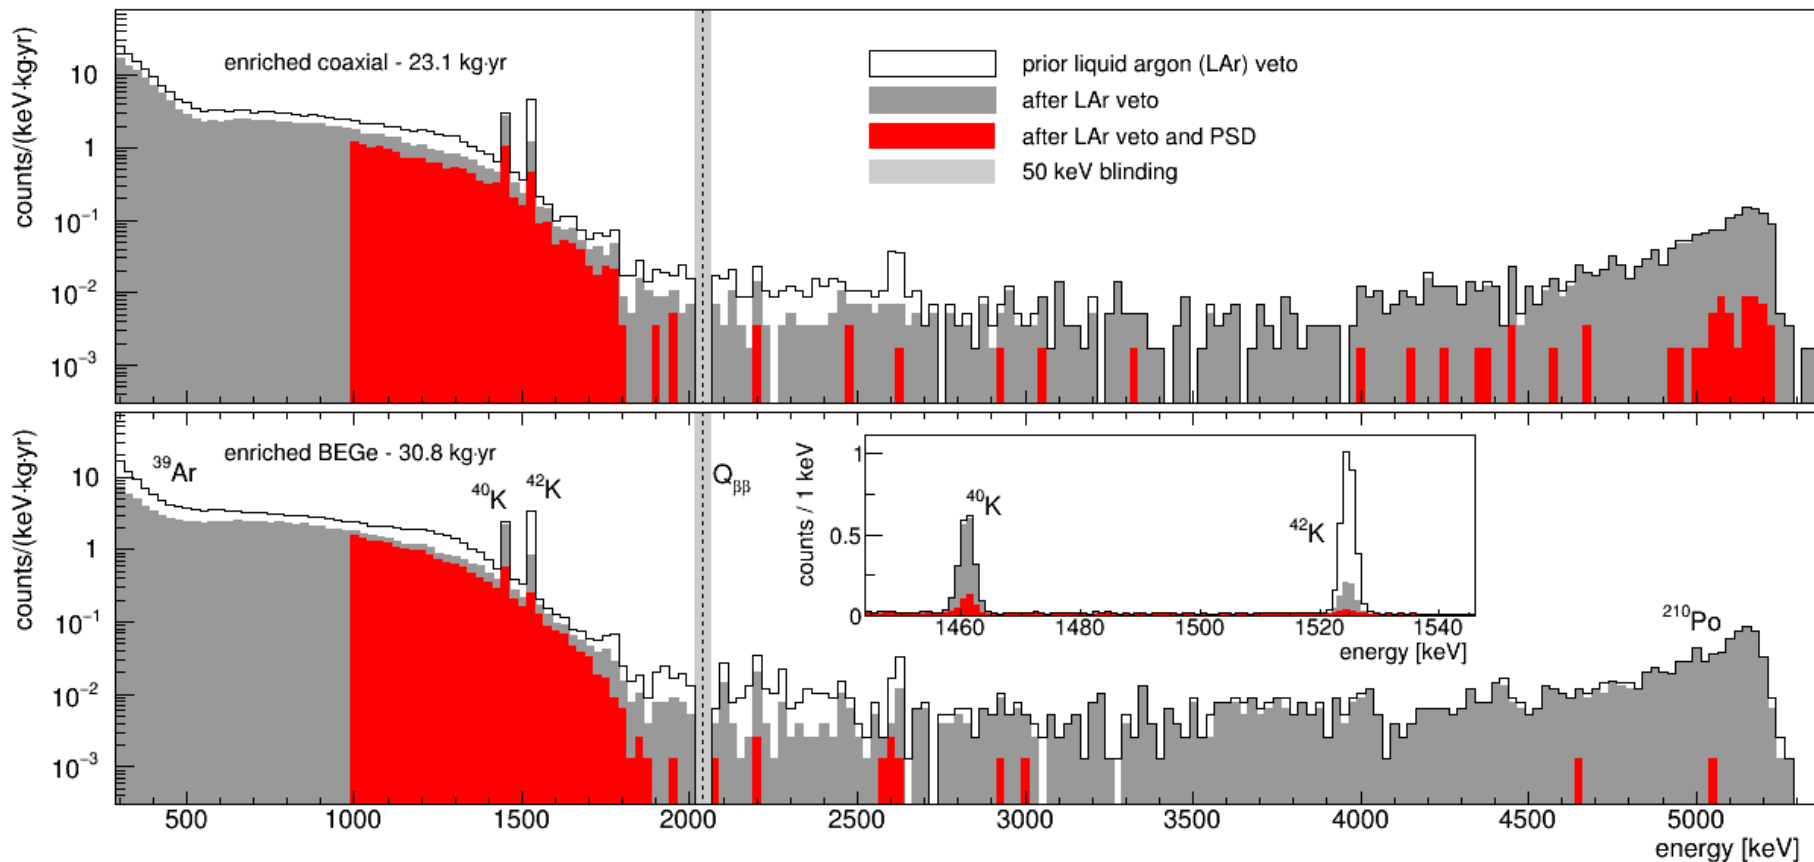 counts/(keV·kg·yr)
10
1
10⁻¹
10⁻²
10⁻³
enriched coaxial - 23.1 kg·yr
prior liquid argon (LAr) veto
after LAr veto
after LAr veto and PSD
50 keV blinding
counts/(keV·kg·yr)
10
1
10⁻¹
10⁻²
10⁻³
enriched BEGe - 30.8 kg·yr
³⁹Ar
⁴⁰K
⁴²K
Qββ
counts / 1 keV
1
0.5
0
⁴⁰K
⁴²K
1460 1480 1500 1520 1540
energy [keV]
²¹⁰Po
500 1000 1500 2000 2500 3000 3500 4000 4500 5000
energy [keV]